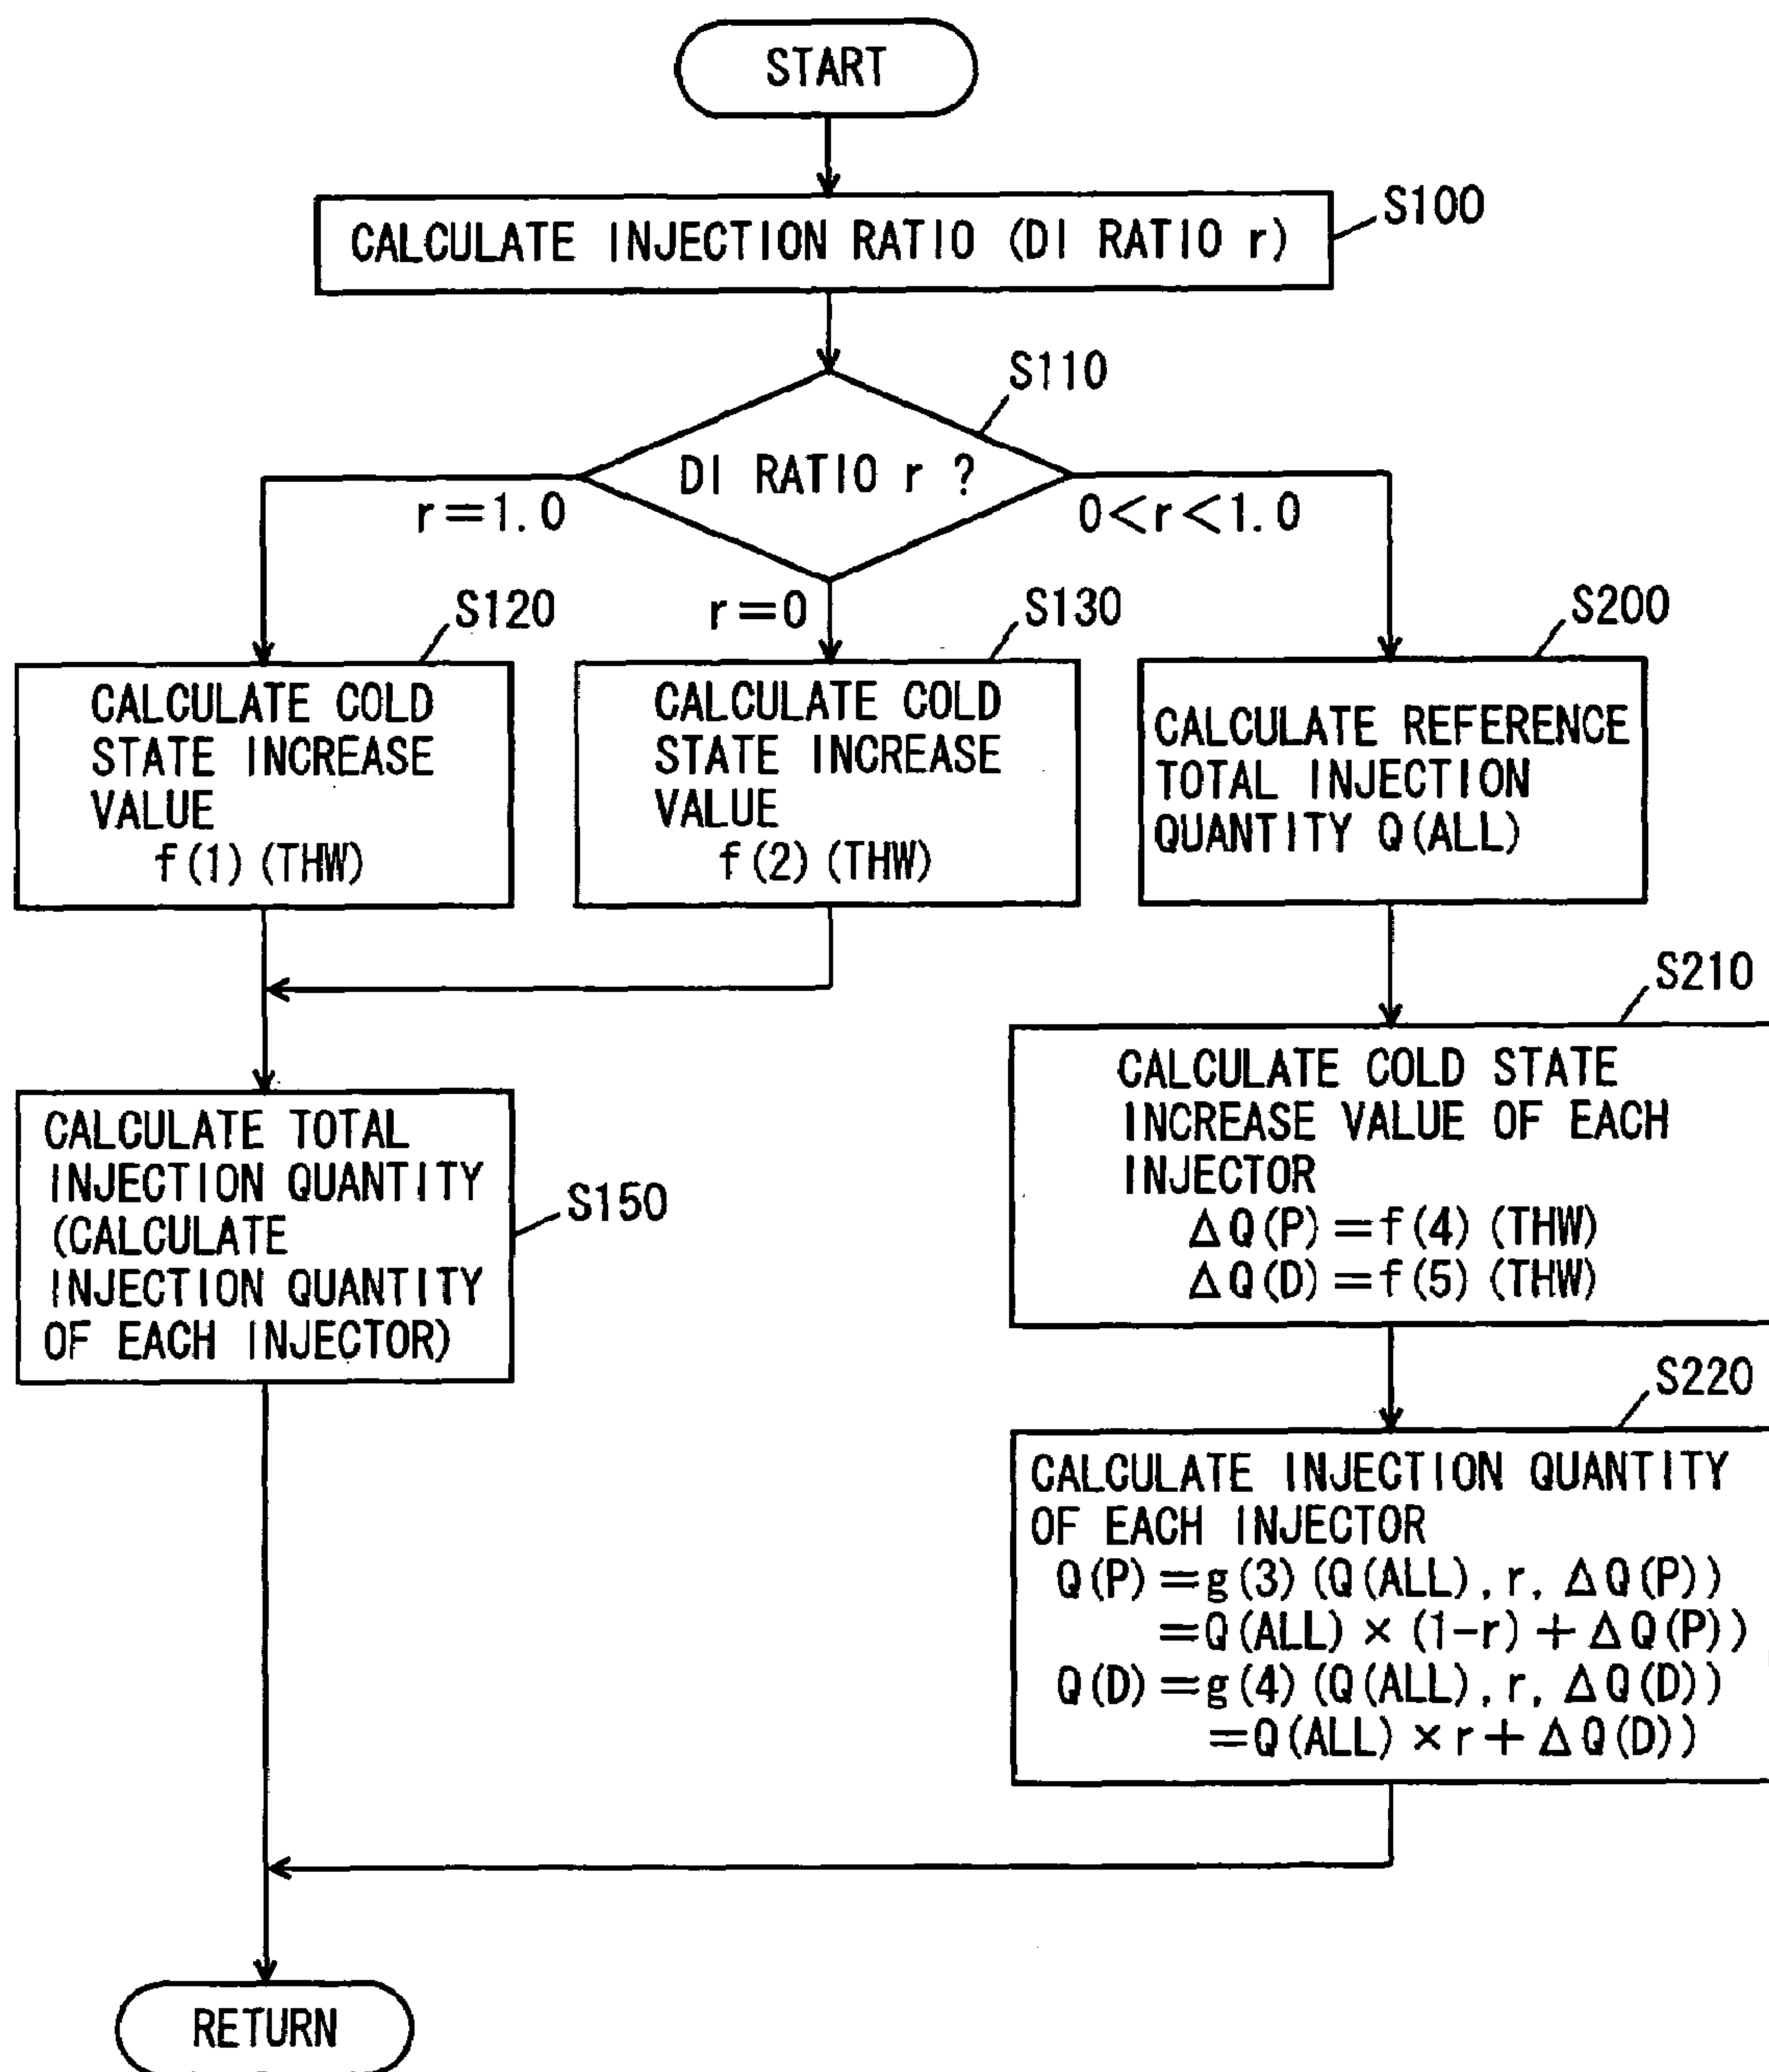 START
CALCULATE INJECTION RATIO (DI RATIO r)
S100
S110
DI RATIO r ?
r=1.0
0<r<1.0
r=0
S120
CALCULATE COLD
STATE INCREASE
VALUE
f(1)(THW)
S130
CALCULATE COLD
STATE INCREASE
VALUE
f(2)(THW)
S200
CALCULATE REFERENCE
TOTAL INJECTION
QUANTITY Q(ALL)
S210
CALCULATE COLD STATE
INCREASE VALUE OF EACH
INJECTOR
ΔQ(P)=f(4)(THW)
ΔQ(D)=f(5)(THW)
CALCULATE TOTAL
INJECTION QUANTITY
(CALCULATE
INJECTION QUANTITY
OF EACH INJECTOR)
S150
S220
CALCULATE INJECTION QUANTITY
OF EACH INJECTOR
Q(P)=g(3)(Q(ALL),r,ΔQ(P))
=Q(ALL)×(1-r)+ΔQ(P))
Q(D)=g(4)(Q(ALL),r,ΔQ(D))
=Q(ALL)×r+ΔQ(D))
RETURN